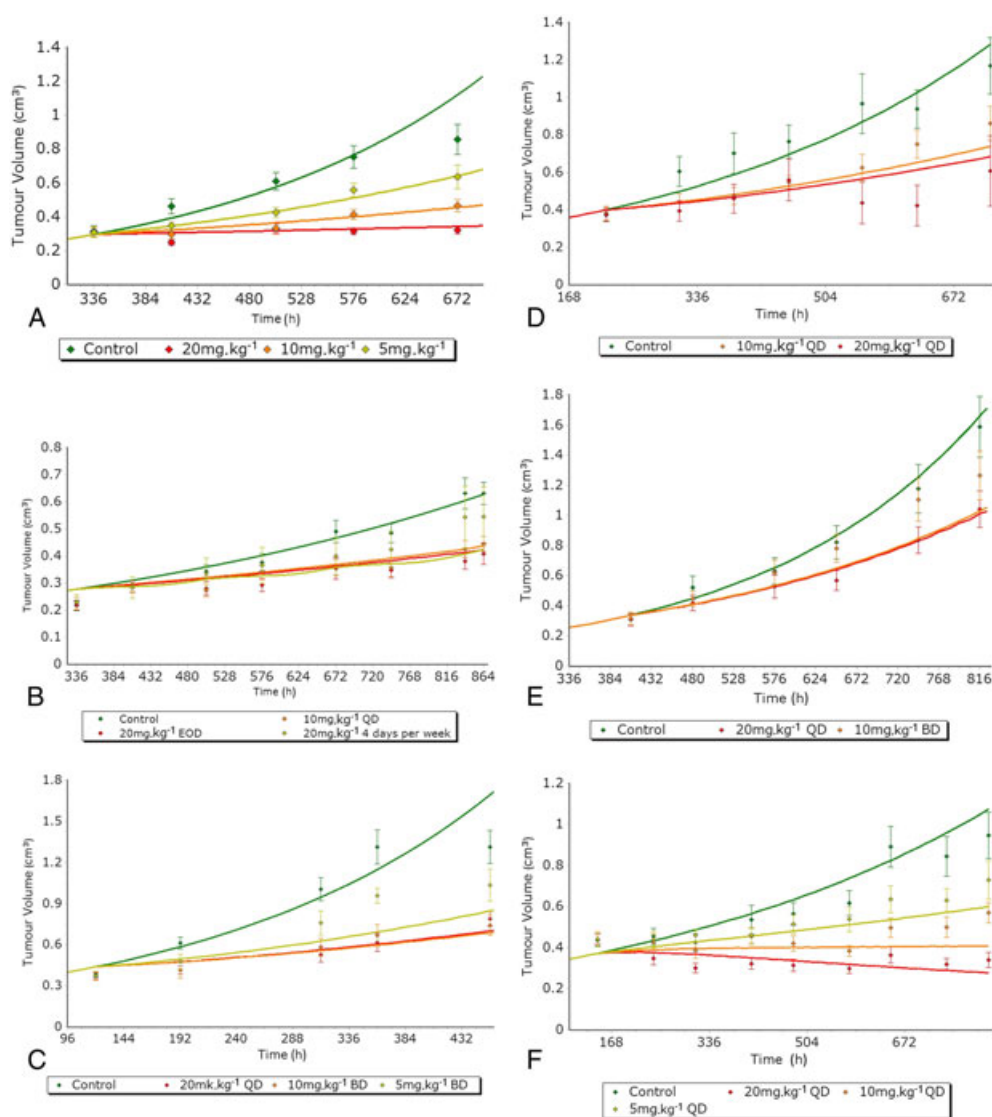 1.4
1.2
1
0.8
0.6
0.4
0.2
0
Tumour Volume (cm³)
336 384 432 480 528 576 624 672
Time (h)
A
Control 20mg.kg⁻¹ 10mg.kg⁻¹ 5mg.kg⁻¹
1.4
1.2
1
0.8
0.6
0.4
0.2
0
Tumour Volume (cm³)
168 336 504 672
Time (h)
D
Control 10mg.kg⁻¹ QD 20mg.kg⁻¹ QD
0.8
0.7
0.6
0.5
0.4
0.3
0.2
0.1
0
Tumour Volume (cm³)
336 384 432 480 528 576 624 672 720 768 816 864
Time (h)
B
Control 10mg.kg⁻¹ QD
20mg.kg⁻¹ EOD 20mg.kg⁻¹ 4 days per week
1.8
1.6
1.4
1.2
1
0.8
0.6
0.4
0.2
0
Tumour Volume (cm³)
336 384 432 480 528 576 624 672 720 768 816
Time (h)
E
Control 20mg.kg⁻¹ QD 10mg.kg⁻¹ BD
1.8
1.5
1.2
0.9
0.6
0.3
0
Tumour Volume (cm³)
96 144 192 240 288 336 384 432
Time (h)
C
Control 20mk.kg⁻¹ QD 10mg.kg⁻¹ BD 5mg.kg⁻¹ BD
1.2
1
0.8
0.6
0.4
0.2
0
Tumour Volume (cm³)
168 336 504 672
Time (h)
F
Control 20mg.kg⁻¹ QD 10mg.kg⁻¹ QD
5mg.kg⁻¹ QD